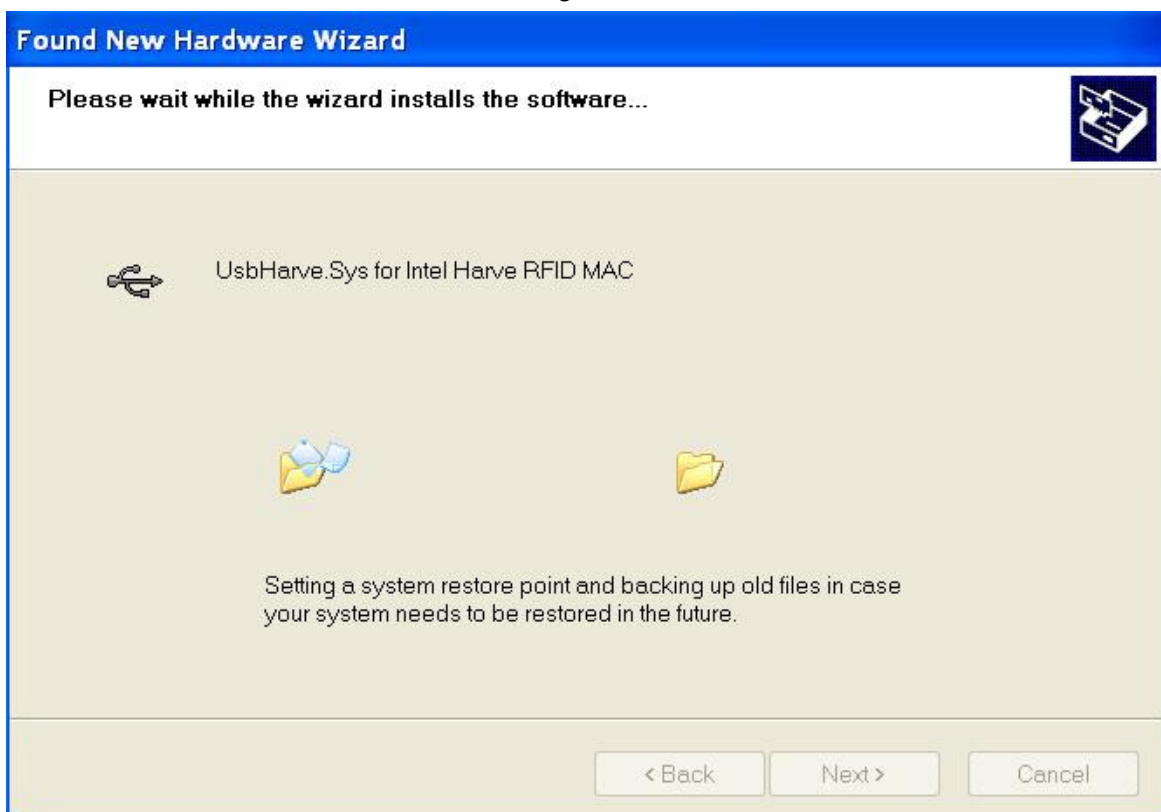 Found New Hardware Wizard
Please wait while the wizard installs the software...
UsbHarve.Sys for Intel Harve RFID MAC
Setting a system restore point and backing up old files in case
your system needs to be restored in the future.
< Back
Next >
Cancel